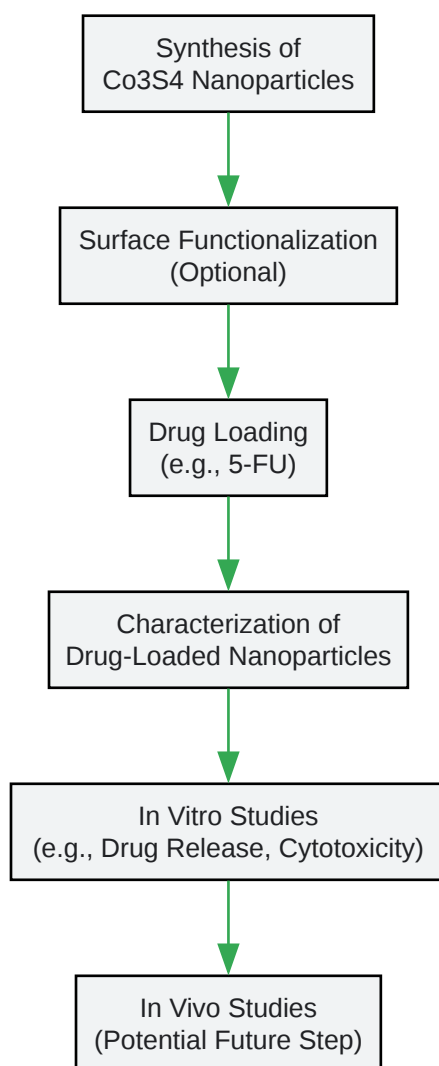 Synthesis of
Co3S4 Nanoparticles
Surface Functionalization
(Optional)
Drug Loading
(e.g., 5-FU)
Characterization of
Drug-Loaded Nanoparticles
In Vitro Studies
(e.g., Drug Release, Cytotoxicity)
In Vivo Studies
(Potential Future Step)